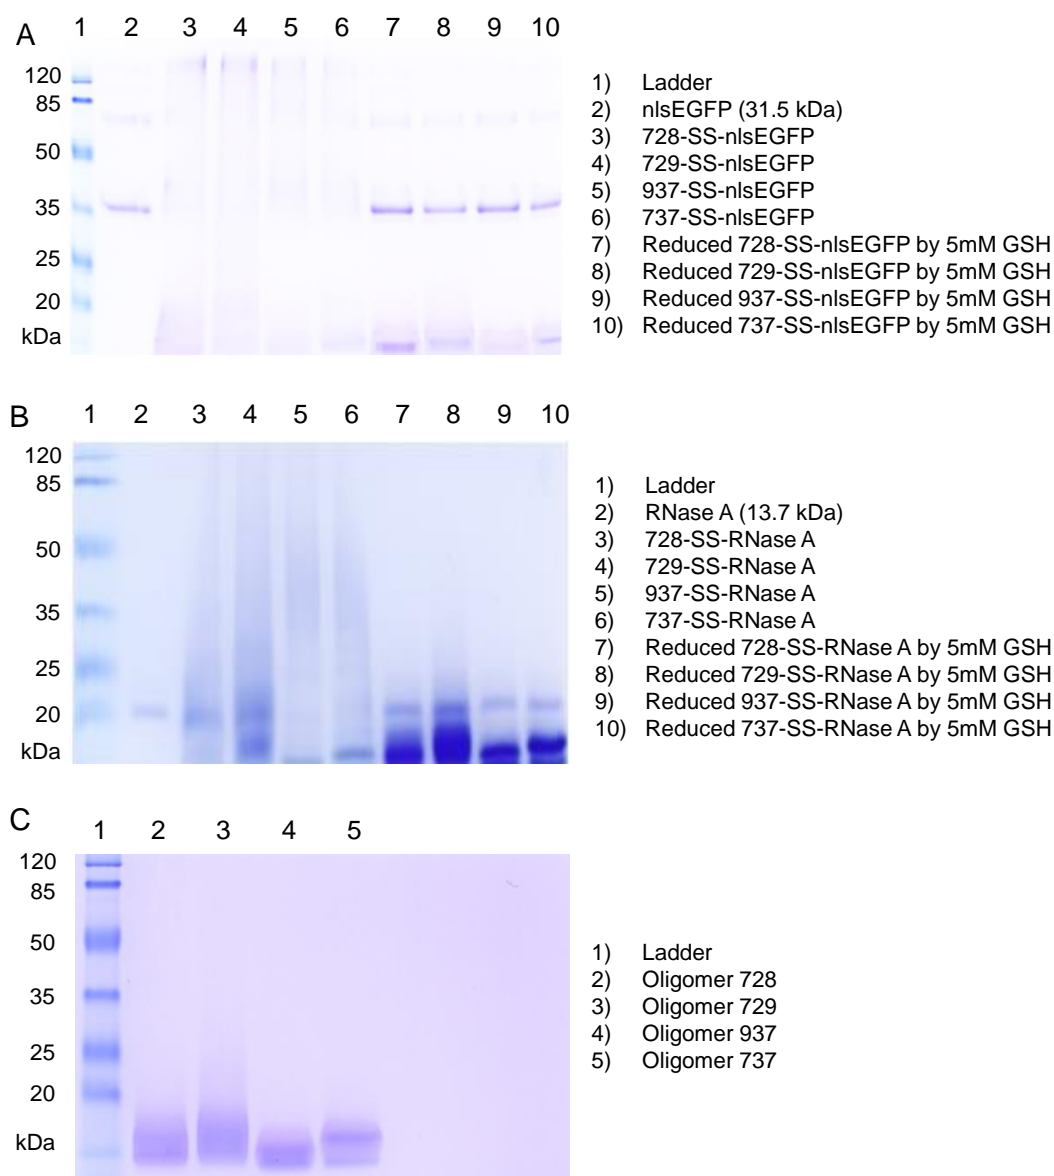 A
1 2 3 4 5 6 7 8 9 10
120
85
50
35
25
20
kDa
1) Ladder
2) nlsEGFP (31.5 kDa)
3) 728-SS-nlsEGFP
4) 729-SS-nlsEGFP
5) 937-SS-nlsEGFP
6) 737-SS-nlsEGFP
7) Reduced 728-SS-nlsEGFP by 5mM GSH
8) Reduced 729-SS-nlsEGFP by 5mM GSH
9) Reduced 937-SS-nlsEGFP by 5mM GSH
10) Reduced 737-SS-nlsEGFP by 5mM GSH
B
1 2 3 4 5 6 7 8 9 10
120
85
50
35
25
20
kDa
1) Ladder
2) RNase A (13.7 kDa)
3) 728-SS-RNase A
4) 729-SS-RNase A
5) 937-SS-RNase A
6) 737-SS-RNase A
7) Reduced 728-SS-RNase A by 5mM GSH
8) Reduced 729-SS-RNase A by 5mM GSH
9) Reduced 937-SS-RNase A by 5mM GSH
10) Reduced 737-SS-RNase A by 5mM GSH
C
1 2 3 4 5
120
85
50
35
25
20
kDa
1) Ladder
2) Oligomer 728
3) Oligomer 729
4) Oligomer 937
5) Oligomer 737